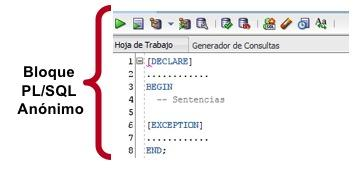 Bloque
PL/SQL
Anónimo
Hoja de Trabajo Generador de Consultas
1 [DECLARE]
2 ............
3 BEGIN
4 -- Sentencias
5
6 [EXCEPTION]
7 ............
8 END;